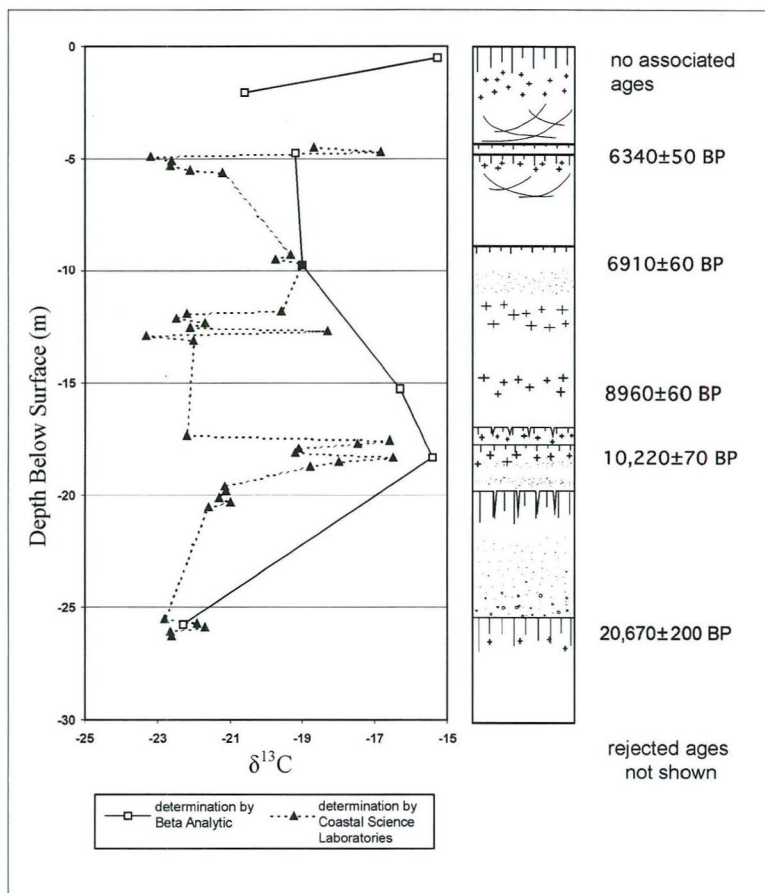 0
-5
-10
-15
-20
-25
-30
Depth Below Surface (m)
-25
-23
-21
-19
-17
-15
δ¹³C
determination by
Beta Analytic
determination by
Coastal Science
Laboratories
no associated
ages
6340±50 BP
6910±60 BP
8960±60 BP
10,220±70 BP
20,670±200 BP
rejected ages
not shown